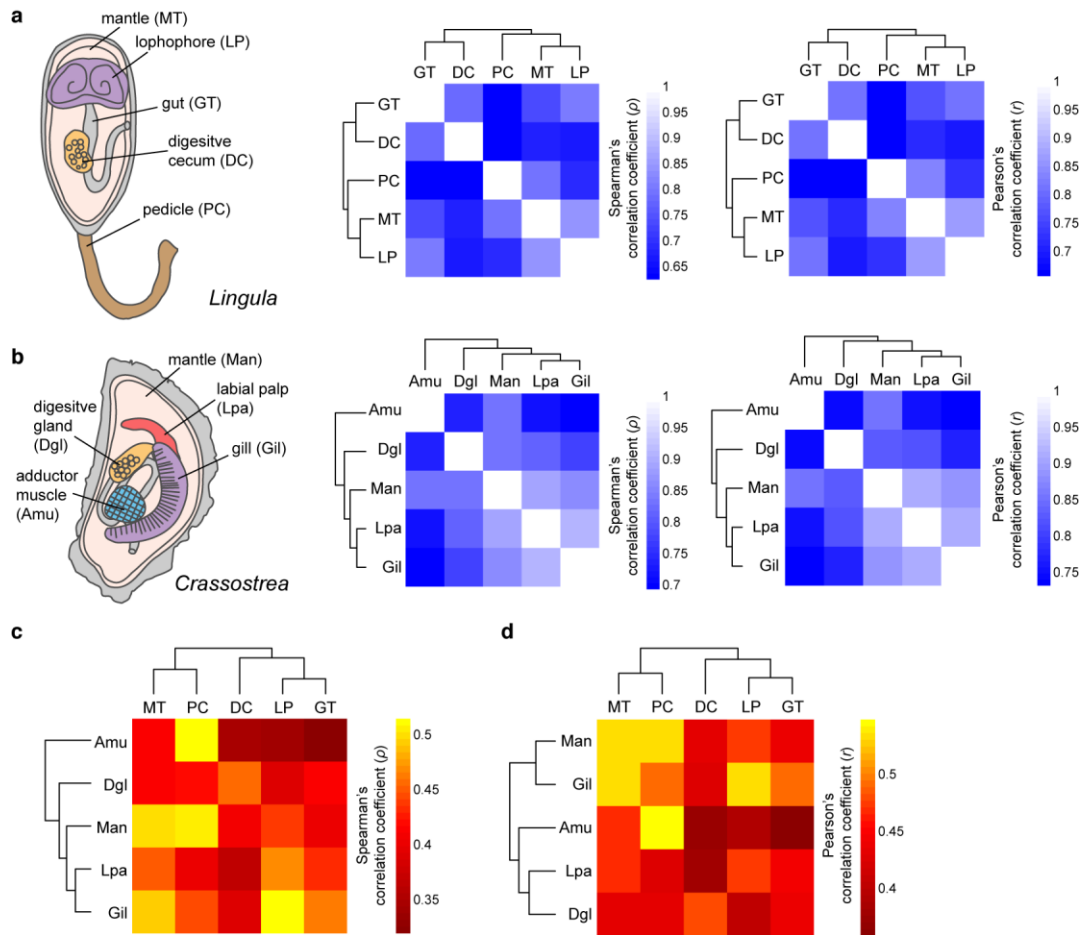 a
mantle (MT)
lophophore (LP)
gut (GT)
digesitve
cecum (DC)
pedicle (PC)
Lingula
GT DC PC MT LP
GT
DC
PC
MT
LP
1
0.95
0.9
0.85
0.8
0.75
0.7
0.65
Spearman's
correlation coefficient (ρ)
GT DC PC MT LP
GT
DC
PC
MT
LP
1
0.9
0.8
0.7
Pearson's
correlation coefficient (r)
b
mantle (Man)
labial palp
(Lpa)
digesitve
gland
(Dgl)
gill (Gil)
adductor
muscle
(Amu)
Crassostrea
Amu Dgl Man Lpa Gil
Amu
Dgl
Man
Lpa
Gil
1
0.95
0.9
0.85
0.8
0.75
0.7
Spearman's
correlation coefficient (ρ)
Amu Dgl Man Lpa Gil
Amu
Dgl
Man
Lpa
Gil
1
0.95
0.9
0.85
0.8
0.75
Pearson's
correlation coefficient (r)
c
MT PC DC LP GT
Amu
Dgl
Man
Lpa
Gil
0.5
0.45
0.4
0.35
Spearman's
correlation coefficient (ρ)
d
MT PC DC LP GT
Man
Gil
Amu
Lpa
Dgl
0.5
0.45
0.4
Pearson's
correlation coefficient (r)